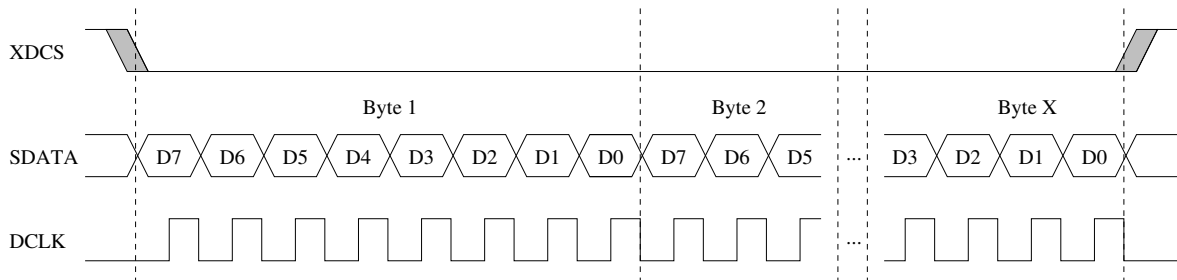 XDCS
Byte 1 Byte 2 Byte X
SDATA D7 D6 D5 D4 D3 D2 D1 D0 D7 D6 D5 ... D3 D2 D1 D0
DCLK ...